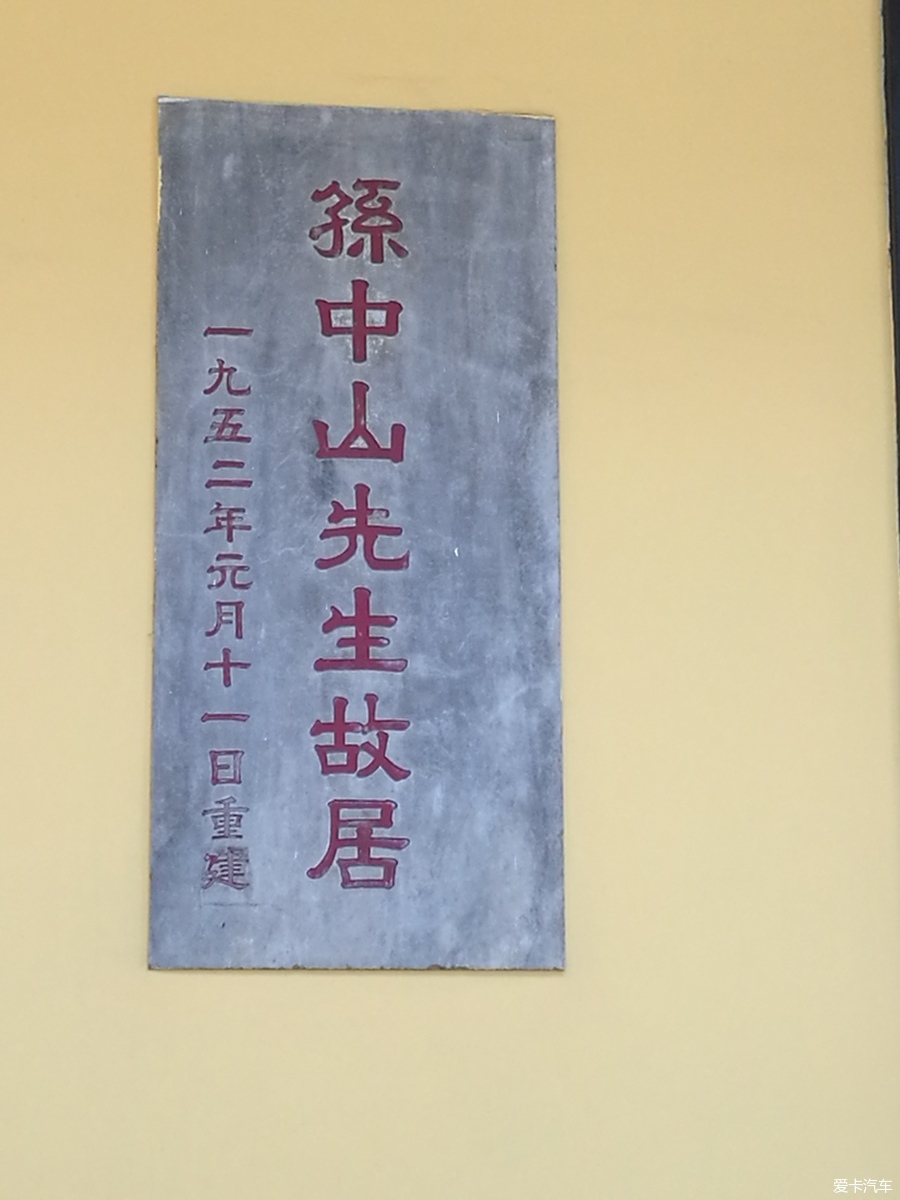 孫中山先生故居
一九五二年元月十一日重建
爱卡汽车